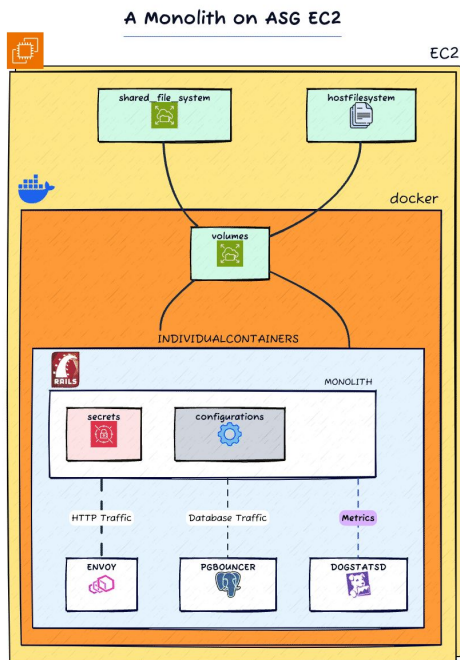 A Monolith on ASG EC2
EC2
shared_file_system
hostFilesystem
docker
volumes
INDIVIDUALCONTAINERS
RAILS
MONOLITH
secrets
configurations
HTTP Traffic
Database Traffic
Metrics
ENVOY
PGBOUNCER
DOGSTATSD